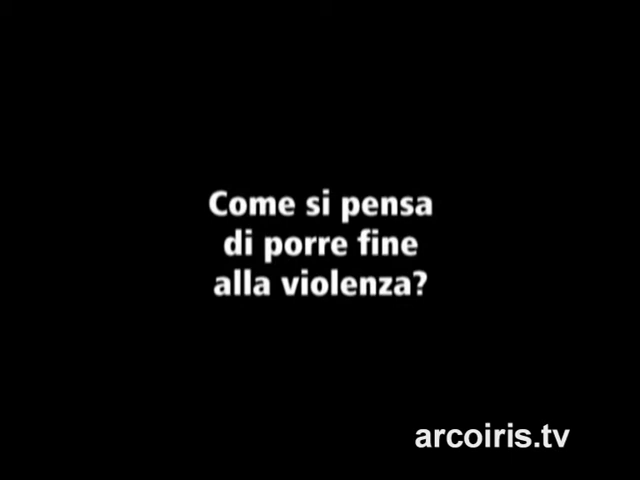 Come si pensa
di porre fine
alla violenza?
arcoiris.tv